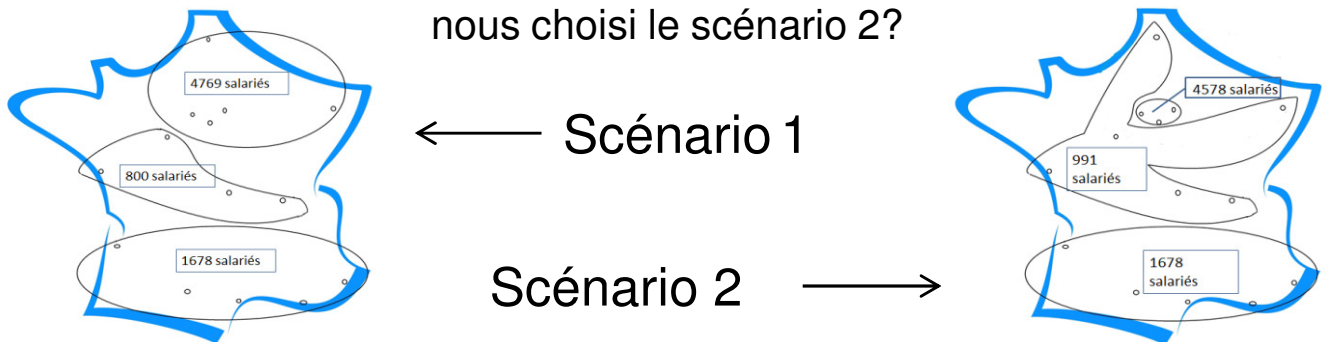 nous choisi le scénario 2?
4769 salariés
800 salariés
1678 salariés
Scénario 1
Scénario 2
4578 salariés
991
salariés
1678
salariés